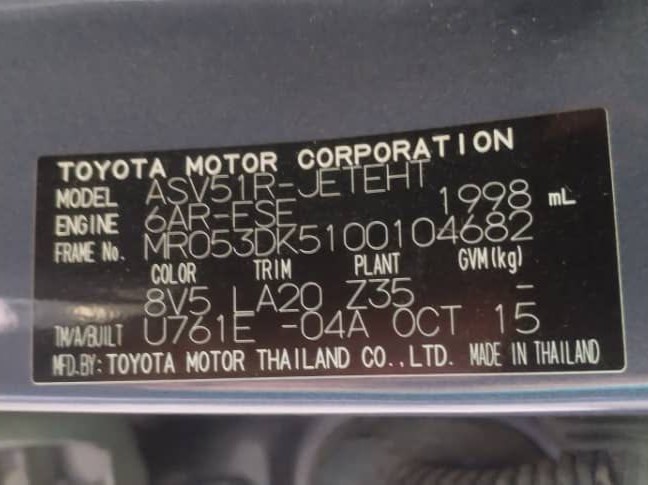 TOYOTA MOTOR CORPORATION
MODEL ASV51R-JETEHT
ENGINE 6AR-FSE 1998 mL
FRAME No. MR053DK5100104682
COLOR TRIM PLANT GVM(kg)
8V5 LA20 Z35 -
TM/A/BUILT U761E -04A OCT 15
MFD.BY: TOYOTA MOTOR THAILAND CO.,LTD. MADE IN THAILAND